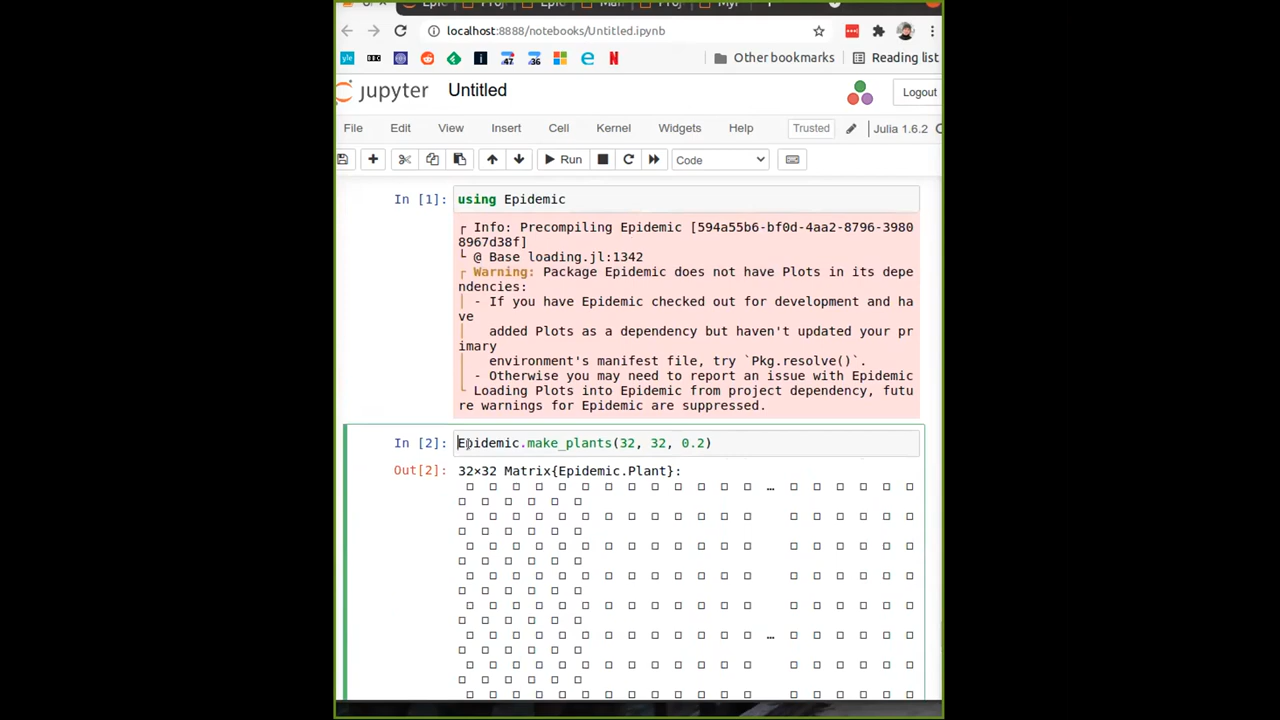 localhost:8888/notebooks/Untitled.ipynb
yle BBC i 47 36 e N Other bookmarks Reading list
jupyter Untitled
Logout
File Edit View Insert Cell Kernel Widgets Help Trusted Julia 1.6.2
Run Code
In [1]: using Epidemic
┌ Info: Precompiling Epidemic [594a55b6-bf0d-4aa2-8796-3980
8967d38f]
└ @ Base loading.jl:1342
┌ Warning: Package Epidemic does not have Plots in its depe
ndencies:
│ - If you have Epidemic checked out for development and ha
ve
│   added Plots as a dependency but haven't updated your pr
imary
│   environment's manifest file, try `Pkg.resolve()`.
│ - Otherwise you may need to report an issue with Epidemic
└ Loading Plots into Epidemic from project dependency, futu
re warnings for Epidemic are suppressed.
In [2]: Epidemic.make_plants(32, 32, 0.2)
Out[2]: 32×32 Matrix{Epidemic.Plant}: